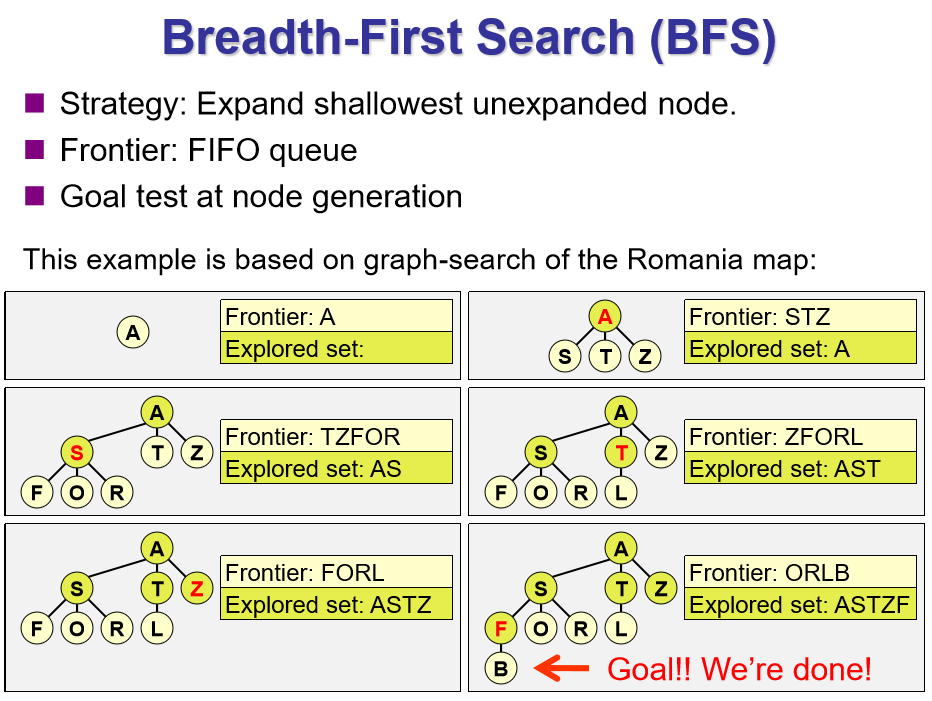 Breadth-First Search (BFS)
Strategy: Expand shallowest unexpanded node.
Frontier: FIFO queue
Goal test at node generation
This example is based on graph-search of the Romania map:
A
Frontier: A
Explored set:
A
S T Z
Frontier: STZ
Explored set: A
A
S T Z
F O R
Frontier: TZFOR
Explored set: AS
A
S T Z
F O R L
Frontier: ZFORL
Explored set: AST
A
S T Z
F O R L
Frontier: FORL
Explored set: ASTZ
A
S T Z
F O R L
B
Frontier: ORLB
Explored set: ASTZF
Goal!! We’re done!